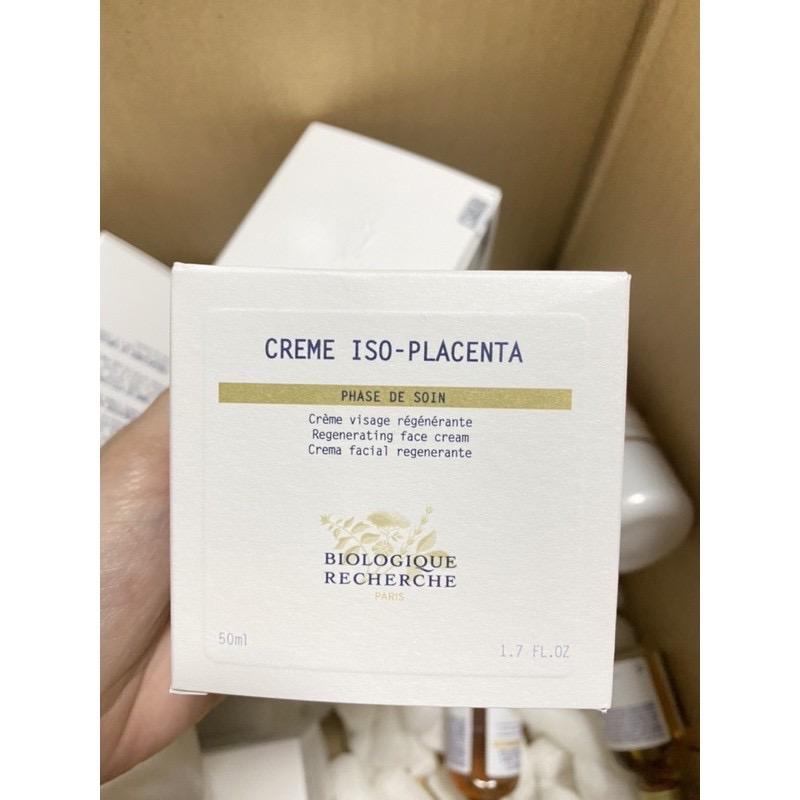 CREME ISO-PLACENTA
PHASE DE SOIN
Crème visage régénérante
Regenerating face cream
Crema facial regenerante
BIOLOGIQUE
RECHERCHE
PARIS
50ml
1.7 FL.OZ